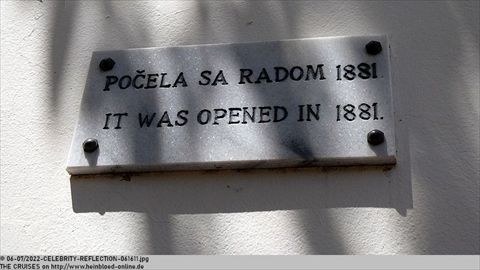 POČELA SA RADOM 1881.
IT WAS OPENED IN 1881.
© 06-07/2022-CELEBRITY-REFLECTION-061611.jpg
THE CRUISES on http://www.heinbloed-online.de